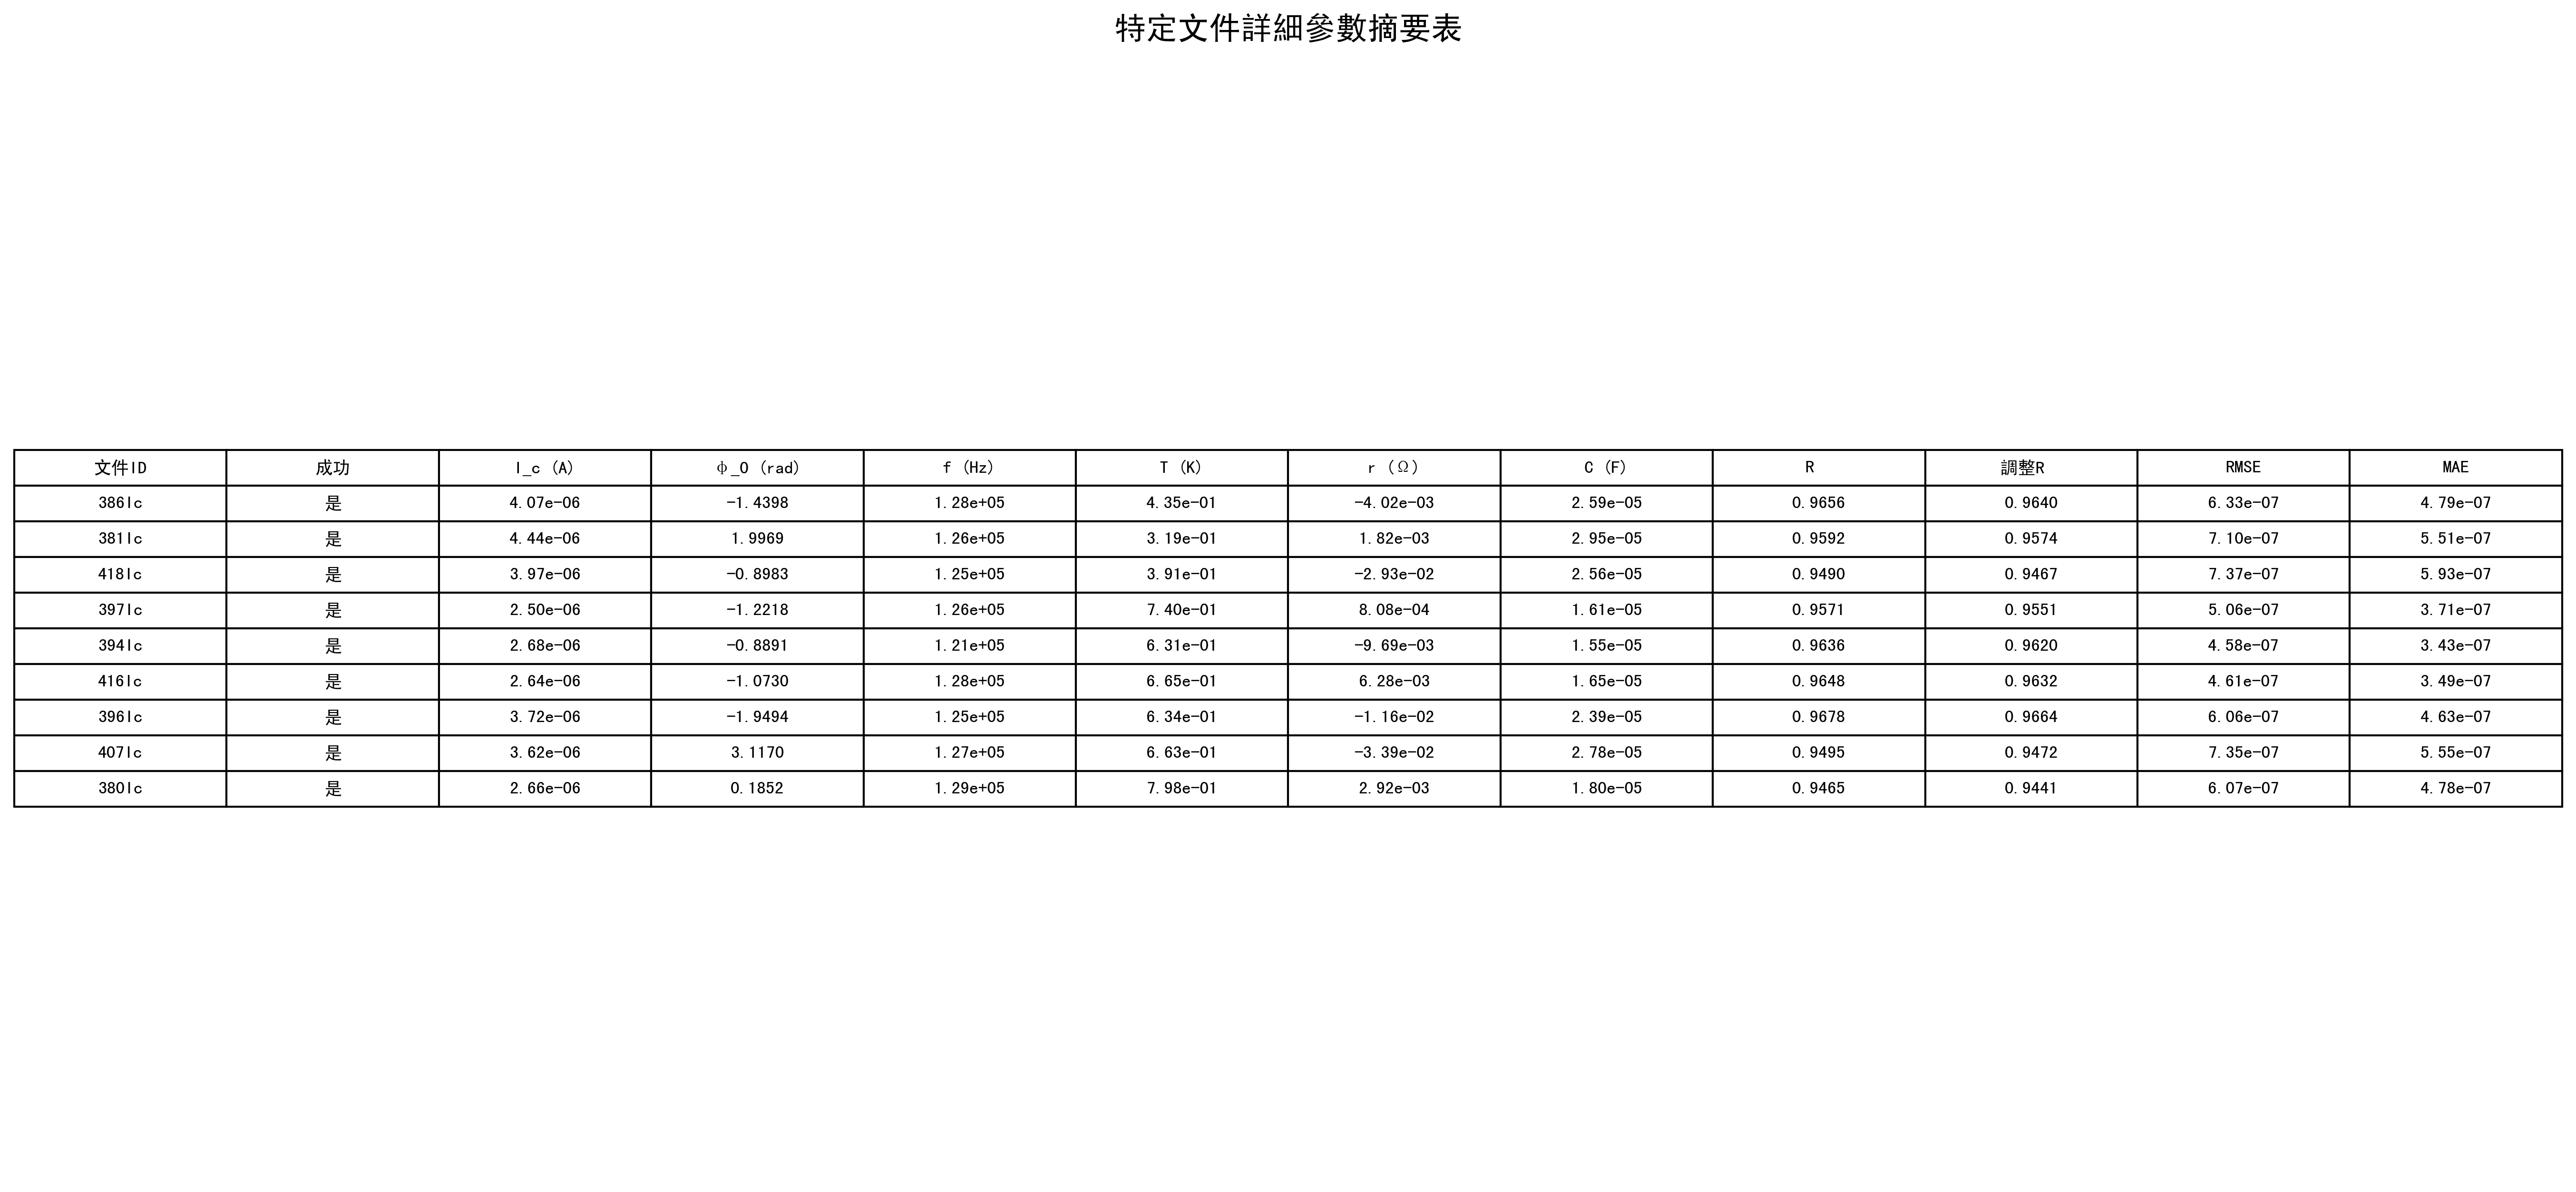 特定文件詳細參數摘要表
文件ID 成功 I_c (A) φ_0 (rad) f (Hz) T (K) r (Ω) C (F) R 調整R RMSE MAE
386Ic 是 4.07e-06 -1.4398 1.28e+05 4.35e-01 -4.02e-03 2.59e-05 0.9656 0.9640 6.33e-07 4.79e-07
381Ic 是 4.44e-06 1.9969 1.26e+05 3.19e-01 1.82e-03 2.95e-05 0.9592 0.9574 7.10e-07 5.51e-07
418Ic 是 3.97e-06 -0.8983 1.25e+05 3.91e-01 -2.93e-02 2.56e-05 0.9490 0.9467 7.37e-07 5.93e-07
397Ic 是 2.50e-06 -1.2218 1.26e+05 7.40e-01 8.08e-04 1.61e-05 0.9571 0.9551 5.06e-07 3.71e-07
394Ic 是 2.68e-06 -0.8891 1.21e+05 6.31e-01 -9.69e-03 1.55e-05 0.9636 0.9620 4.58e-07 3.43e-07
416Ic 是 2.64e-06 -1.0730 1.28e+05 6.65e-01 6.28e-03 1.65e-05 0.9648 0.9632 4.61e-07 3.49e-07
396Ic 是 3.72e-06 -1.9494 1.25e+05 6.34e-01 -1.16e-02 2.39e-05 0.9678 0.9664 6.06e-07 4.63e-07
407Ic 是 3.62e-06 3.1170 1.27e+05 6.63e-01 -3.39e-02 2.78e-05 0.9495 0.9472 7.35e-07 5.55e-07
380Ic 是 2.66e-06 0.1852 1.29e+05 7.98e-01 2.92e-03 1.80e-05 0.9465 0.9441 6.07e-07 4.78e-07